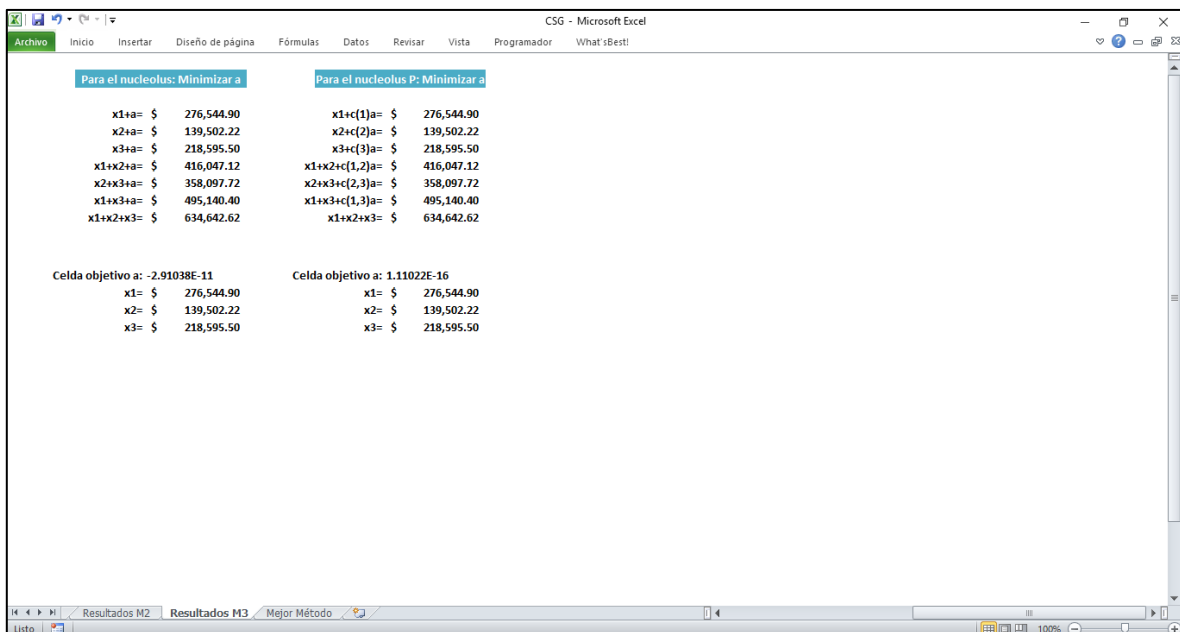 CSG - Microsoft Excel
Archivo Inicio Insertar Diseño de página Fórmulas Datos Revisar Vista Programador What'sBest!
Para el nucleolus: Minimizar a Para el nucleolus P: Minimizar a
x1+a= $ 276,544.90 x1+c(1)a= $ 276,544.90
x2+a= $ 139,502.22 x2+c(2)a= $ 139,502.22
x3+a= $ 218,595.50 x3+c(3)a= $ 218,595.50
x1+x2+a= $ 416,047.12 x1+x2+c(1,2)a= $ 416,047.12
x2+x3+a= $ 358,097.72 x2+x3+c(2,3)a= $ 358,097.72
x1+x3+a= $ 495,140.40 x1+x3+c(1,3)a= $ 495,140.40
x1+x2+x3= $ 634,642.62 x1+x2+x3= $ 634,642.62
Celda objetivo a: -2.91038E-11 Celda objetivo a: 1.11022E-16
x1= $ 276,544.90 x1= $ 276,544.90
x2= $ 139,502.22 x2= $ 139,502.22
x3= $ 218,595.50 x3= $ 218,595.50
Resultados M2 Resultados M3 Mejor Método
Listo 100%